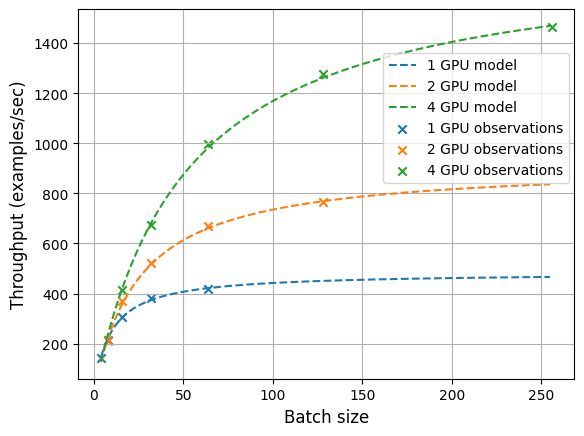 1400
1200
1000
800
600
400
200
0
50
100
150
200
250
Throughput (examples/sec)
Batch size
1 GPU model
2 GPU model
4 GPU model
1 GPU observations
2 GPU observations
4 GPU observations